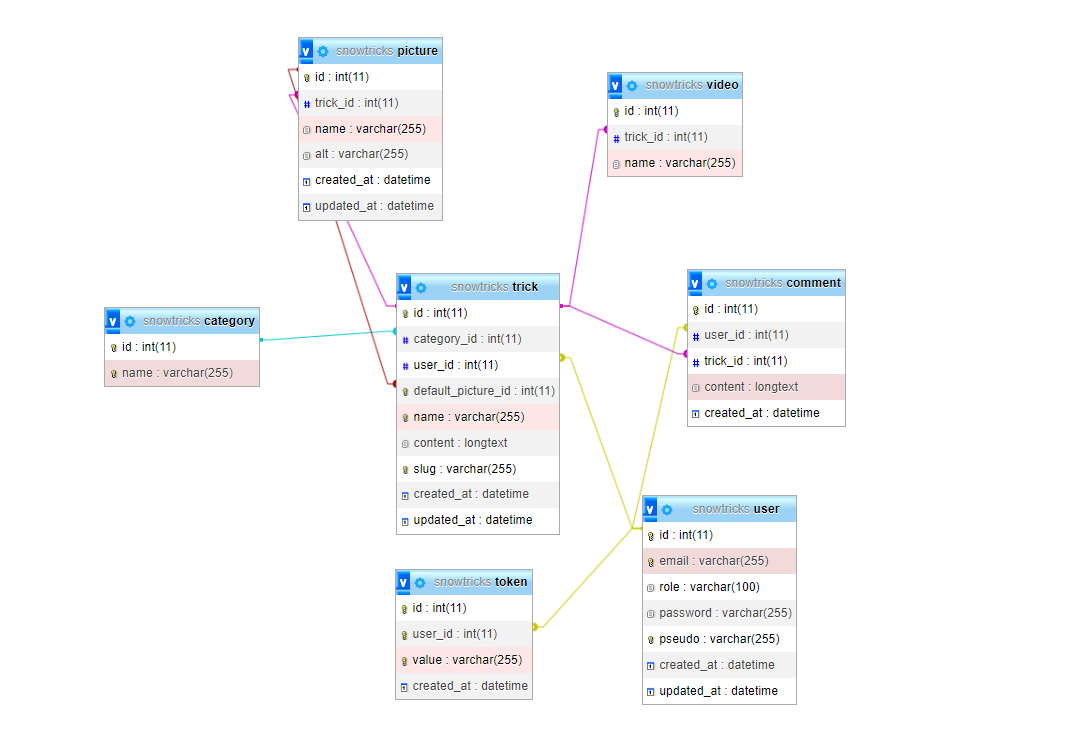 v snowtricks picture
id : int(11)
trick_id : int(11)
name : varchar(255)
alt : varchar(255)
created_at : datetime
updated_at : datetime
v snowtricks video
id : int(11)
trick_id : int(11)
name : varchar(255)
v snowtricks trick
id : int(11)
category_id : int(11)
user_id : int(11)
default_picture_id : int(11)
name : varchar(255)
content : longtext
slug : varchar(255)
created_at : datetime
updated_at : datetime
v snowtricks comment
id : int(11)
user_id : int(11)
trick_id : int(11)
content : longtext
created_at : datetime
v snowtricks category
id : int(11)
name : varchar(255)
v snowtricks user
id : int(11)
email : varchar(255)
role : varchar(100)
password : varchar(255)
pseudo : varchar(255)
created_at : datetime
updated_at : datetime
v snowtricks token
id : int(11)
user_id : int(11)
value : varchar(255)
created_at : datetime